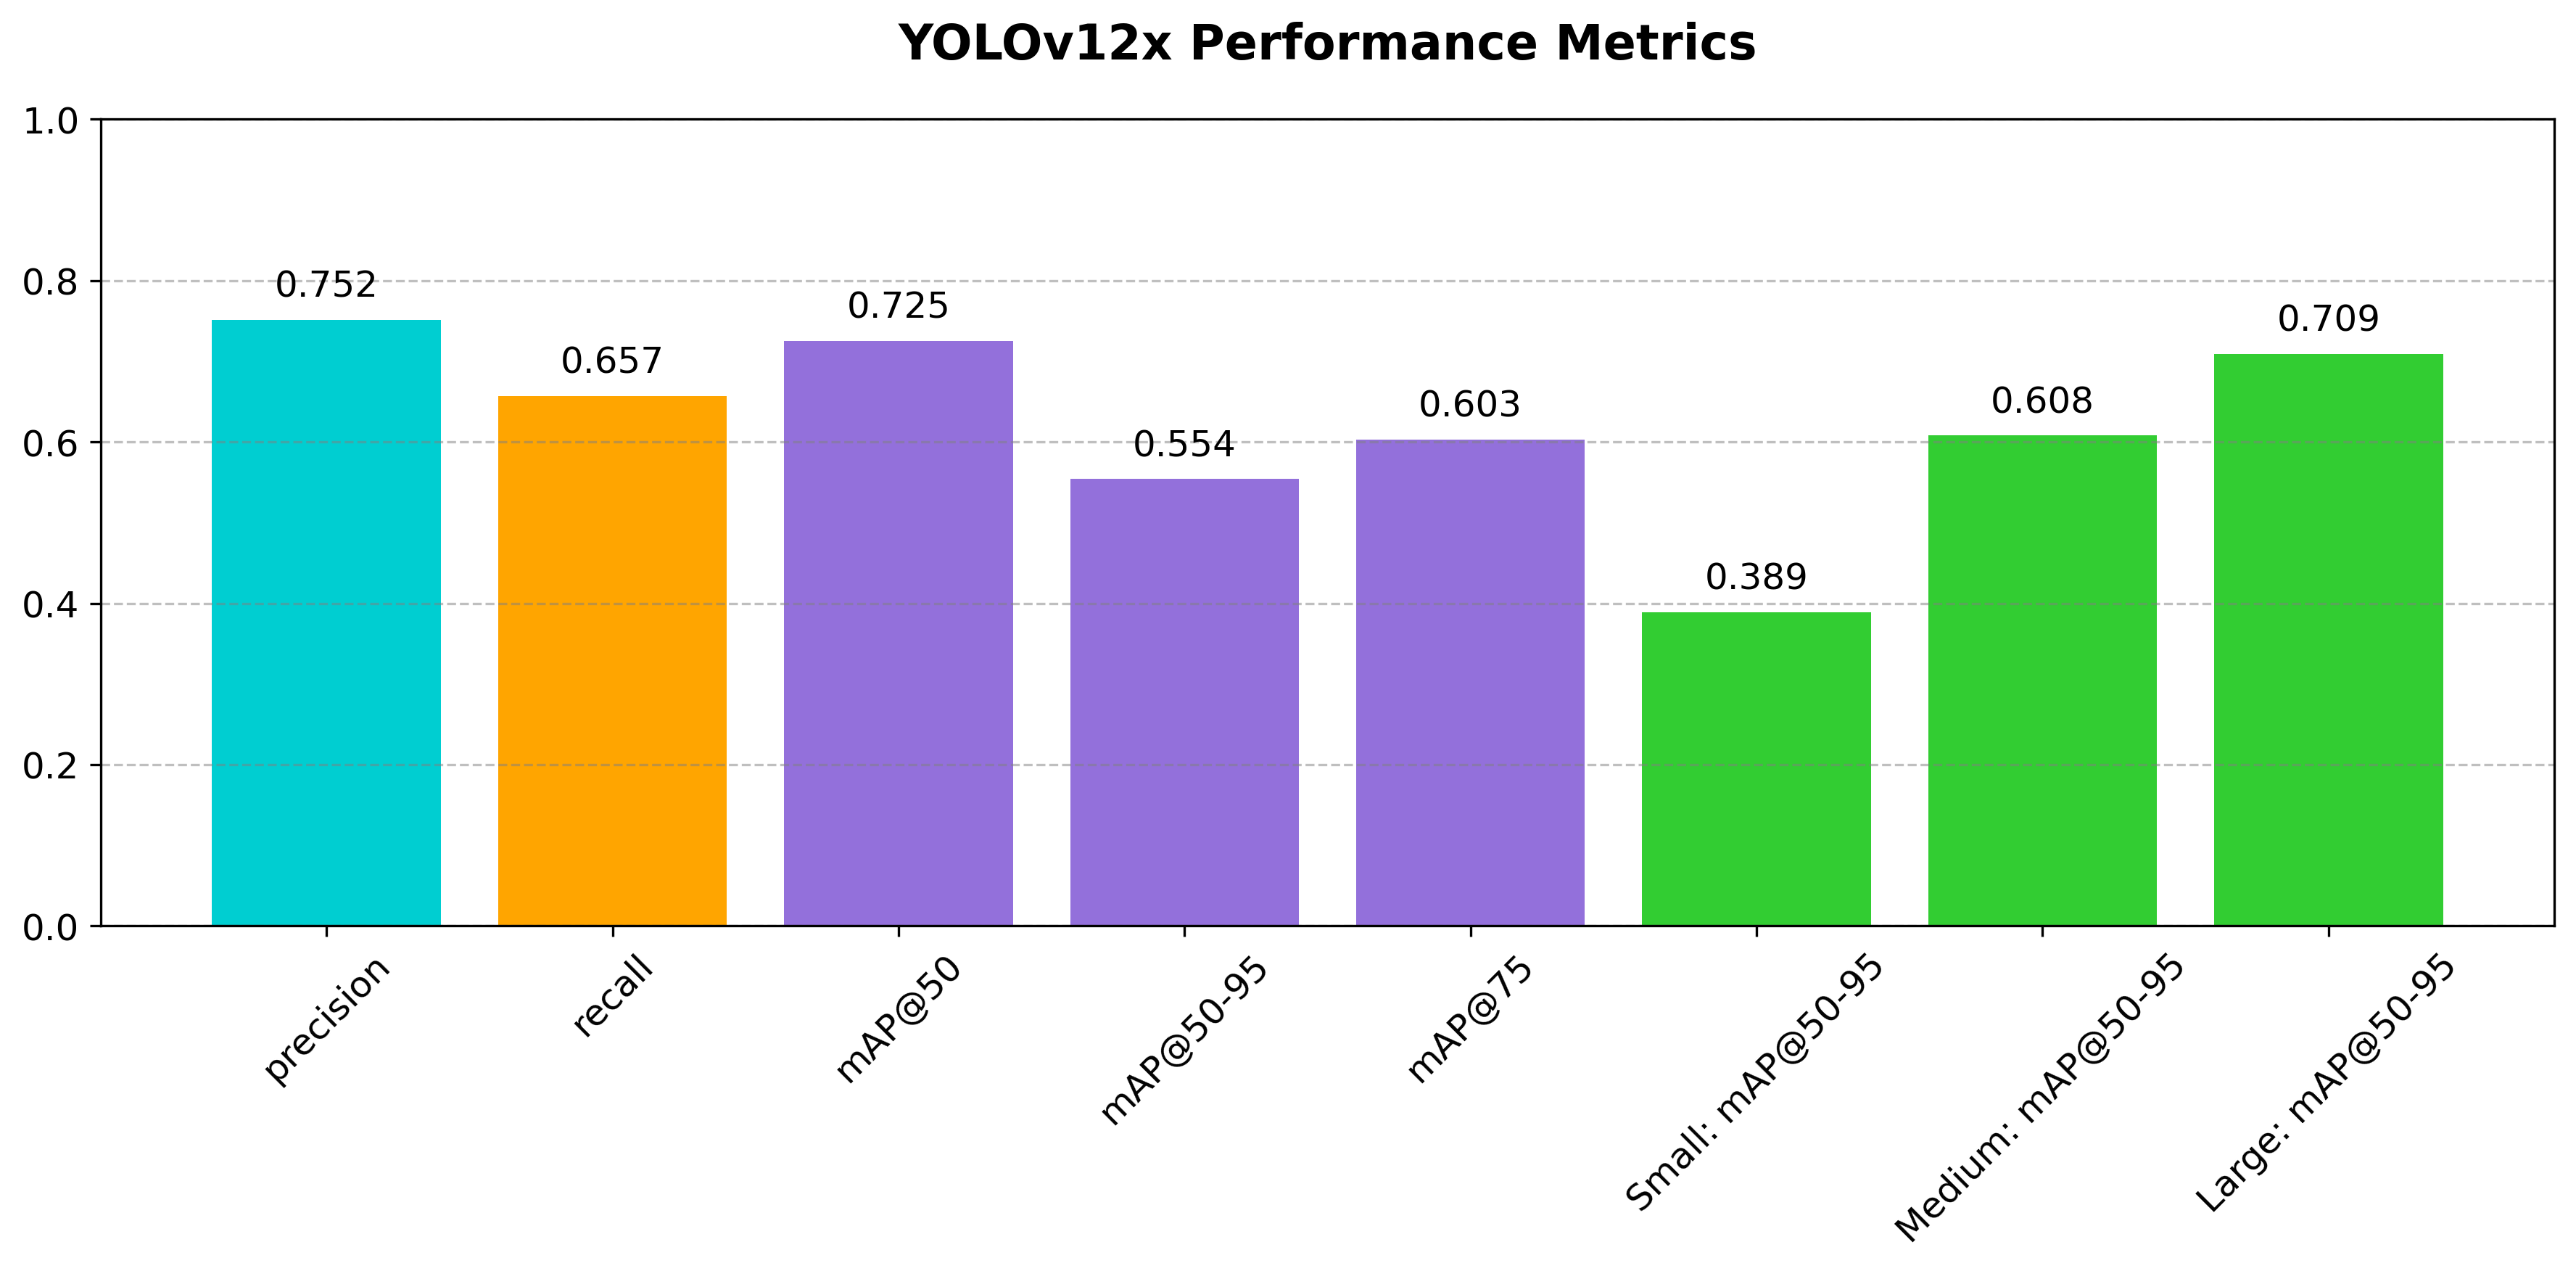 YOLOv12x Performance Metrics
1.0
0.8
0.6
0.4
0.2
0.0
0.752
0.657
0.725
0.554
0.603
0.389
0.608
0.709
precision
recall
mAP@50
mAP@50-95
mAP@75
Small: mAP@50-95
Medium: mAP@50-95
Large: mAP@50-95